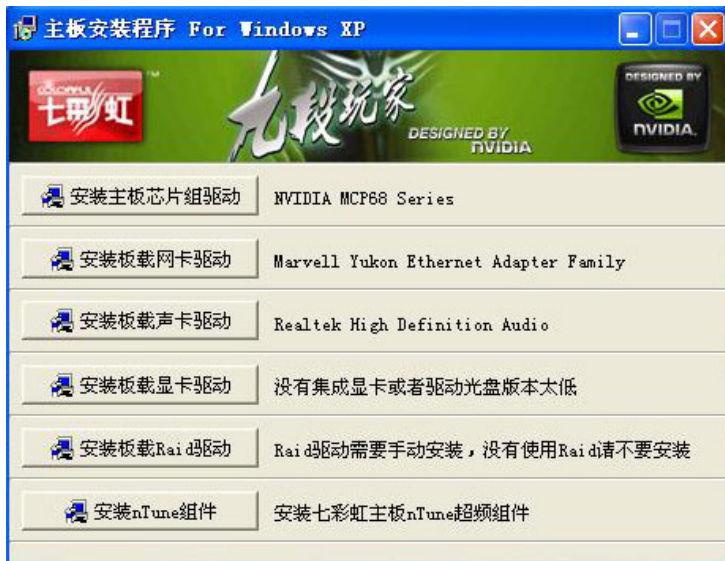 主板安装程序 For Windows XP
COLORFUL
七彩虹
TM
九段玩家
DESIGNED BY
NVIDIA
DESIGNED BY
NVIDIA.
安装主板芯片组驱动 NVIDIA MCP68 Series
安装板载网卡驱动 Marvell Yukon Ethernet Adapter Family
安装板载声卡驱动 Realtek High Definition Audio
安装板载显卡驱动 没有集成显卡或者驱动光盘版本太低
安装板载Raid驱动 Raid驱动需要手动安装，没有使用Raid请不要安装
安装nTune组件 安装七彩虹主板nTune超频组件